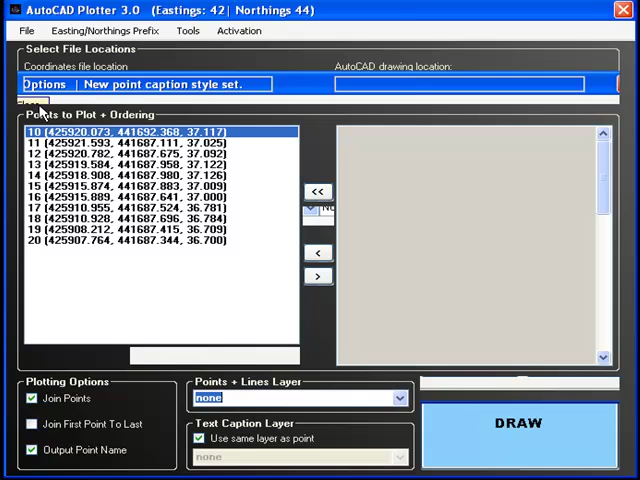 AutoCAD Plotter 3.0 (Eastings: 42| Northings 44)
File Easting/Northings Prefix Tools Activation
Select File Locations
Coordinates file location AutoCAD drawing location:
Options | New point caption style set.
Points to Plot + Ordering
10 (425920.073, 441692.368, 37.117)
11 (425921.593, 441687.111, 37.025)
12 (425920.782, 441687.675, 37.092)
13 (425919.584, 441687.958, 37.122)
14 (425918.908, 441687.980, 37.126)
15 (425915.874, 441687.883, 37.009)
16 (425915.889, 441687.641, 37.000)
17 (425910.955, 441687.524, 36.781)
18 (425910.928, 441687.696, 36.784)
19 (425908.212, 441687.415, 36.709)
20 (425907.764, 441687.344, 36.700)
<<
<
>
Plotting Options
Join Points
Join First Point To Last
Output Point Name
Points + Lines Layer
none
Text Caption Layer
Use same layer as point
none
DRAW